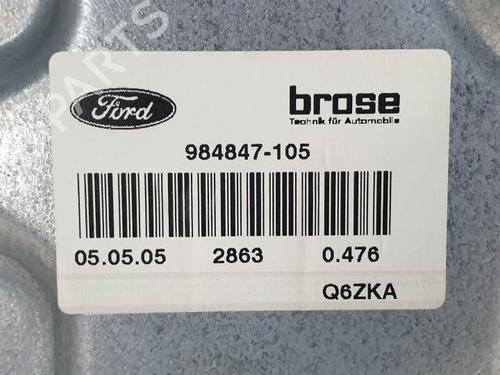 Ford
brose
Technik für Automobile
984847-105
05.05.05 2863 0.476
Q6ZKA
PARTS